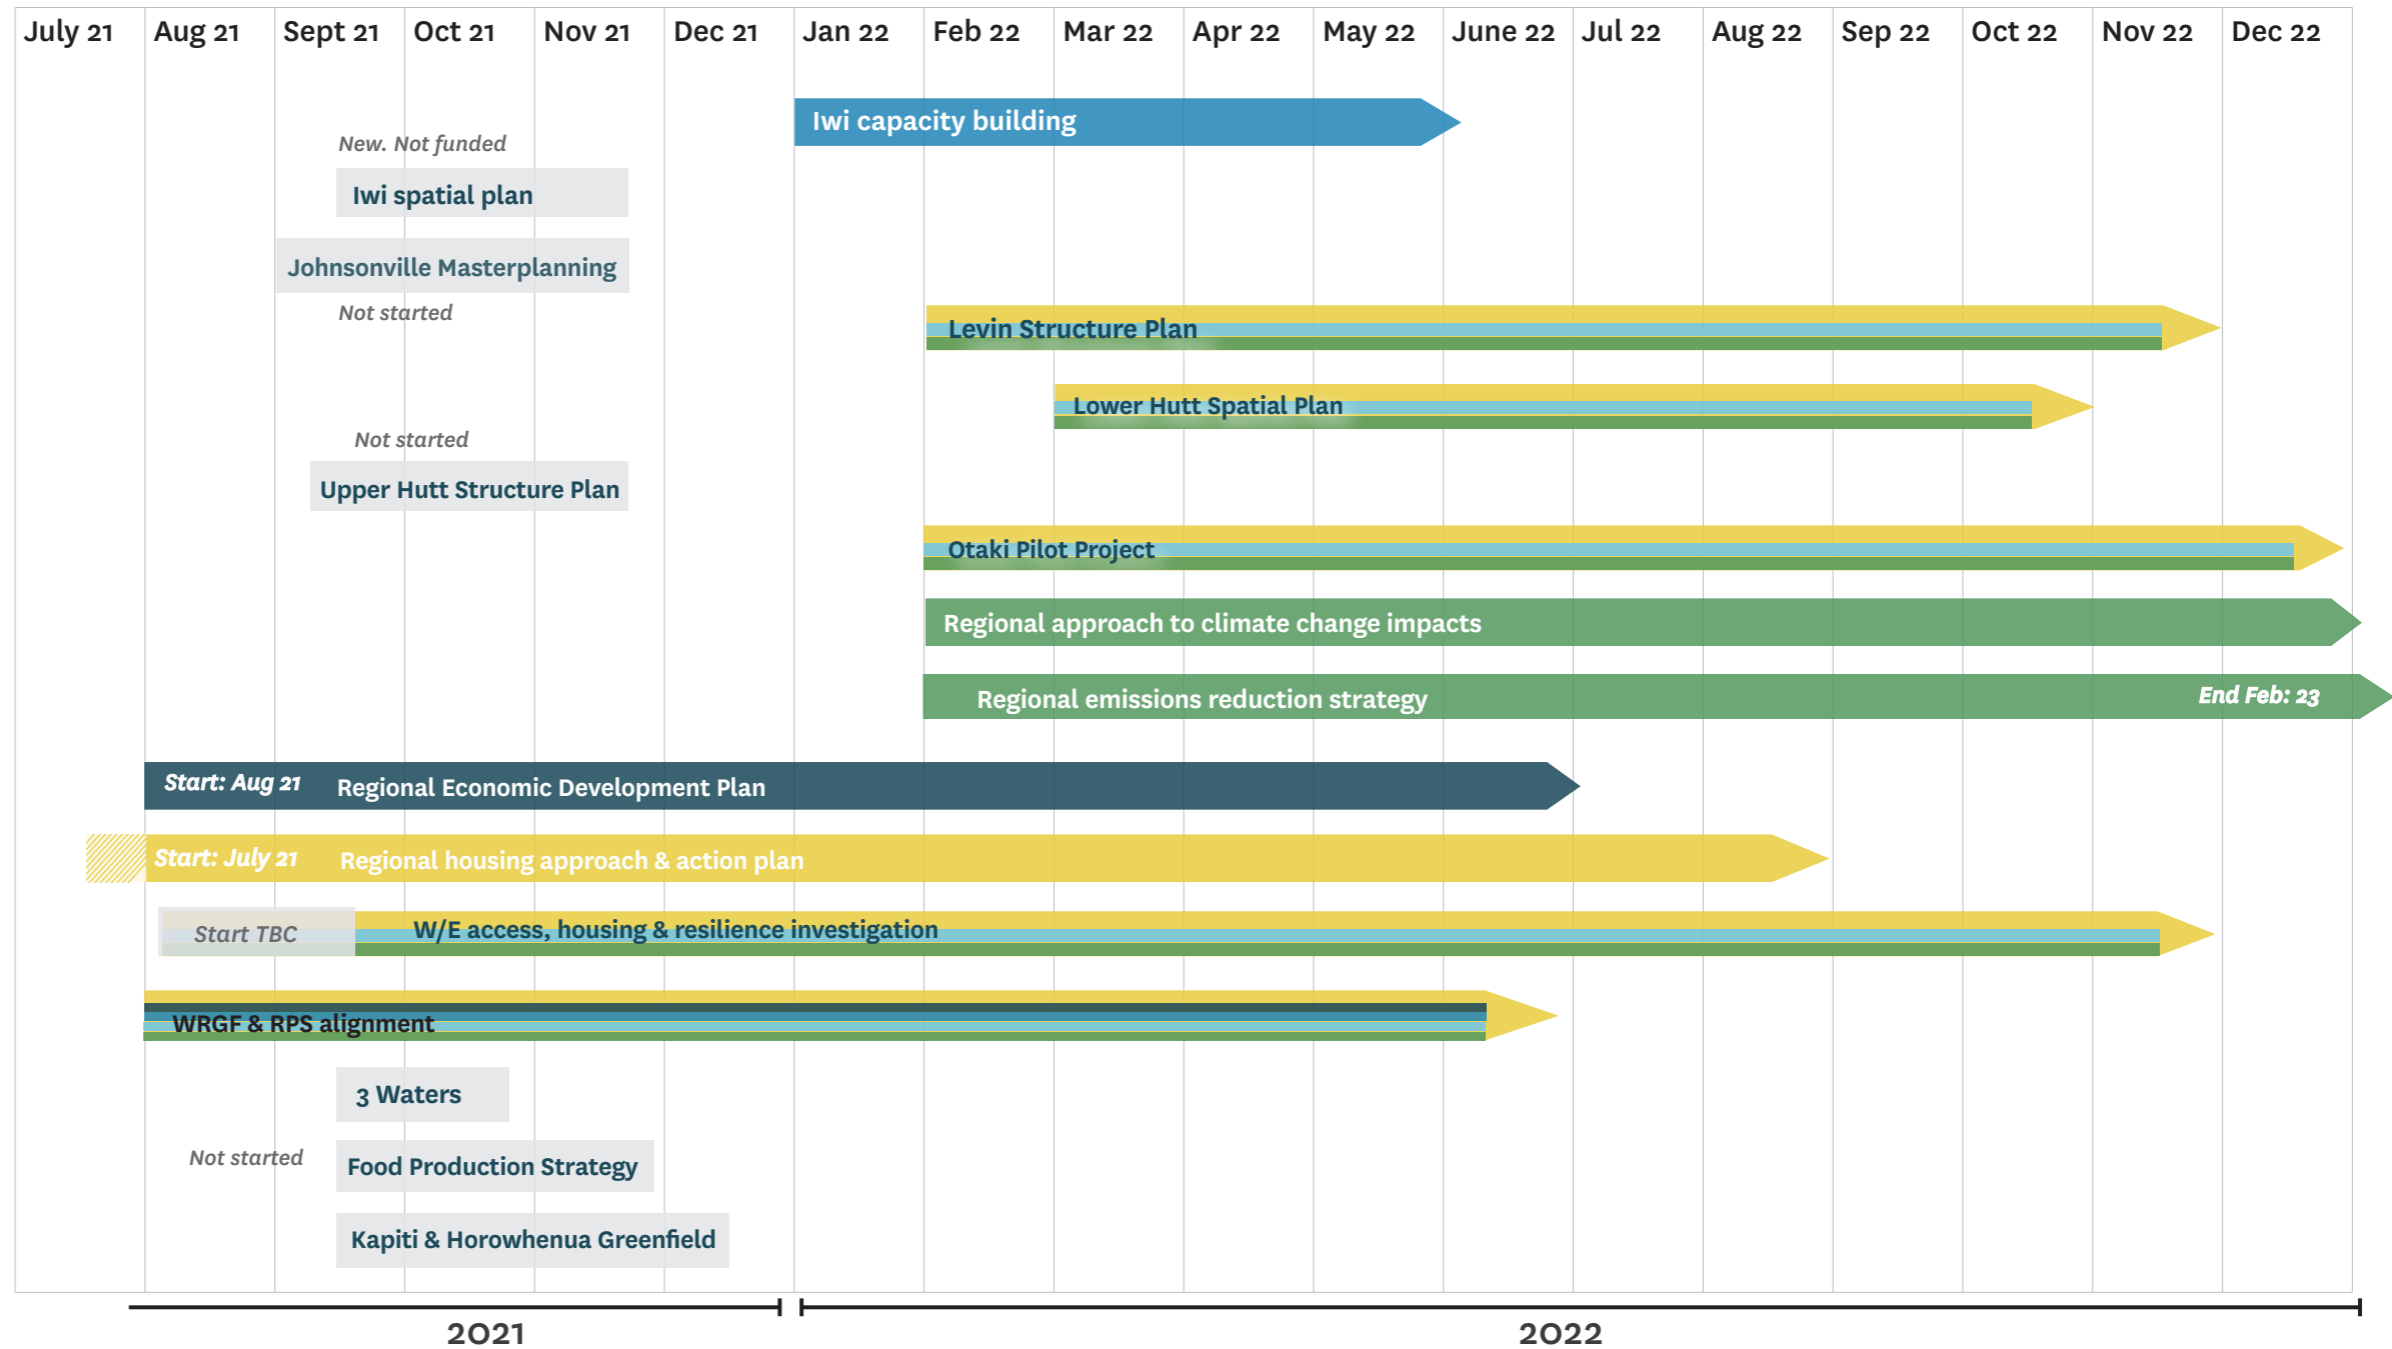 July 21 Aug 21 Sept 21 Oct 21 Nov 21 Dec 21 Jan 22 Feb 22 Mar 22 Apr 22 May 22 June 22 Jul 22 Aug 22 Sep 22 Oct 22 Nov 22 Dec 22
Iwi capacity building
New. Not funded
Iwi spatial plan
Johnsonville Masterplanning
Not started
Levin Structure Plan
Lower Hutt Spatial Plan
Not started
Upper Hutt Structure Plan
Otaki Pilot Project
Regional approach to climate change impacts
Regional emissions reduction strategy End Feb: 23
Start: Aug 21 Regional Economic Development Plan
Start: July 21 Regional housing approach & action plan
Start TBC W/E access, housing & resilience investigation
WRGF & RPS alignment
3 Waters
Not started Food Production Strategy
Kapiti & Horowhenua Greenfield
2021 2022